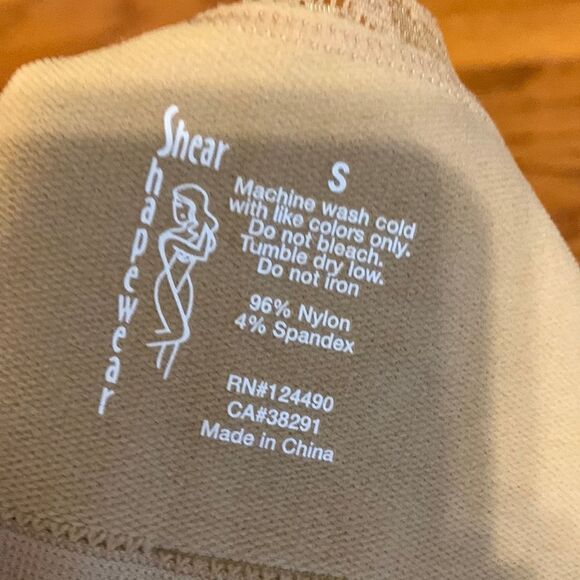 Shear
Shapewear
S
Machine wash cold
with like colors only.
Do not bleach.
Tumble dry low.
Do not iron
96% Nylon
4% Spandex
RN#124490
CA#38291
Made in China